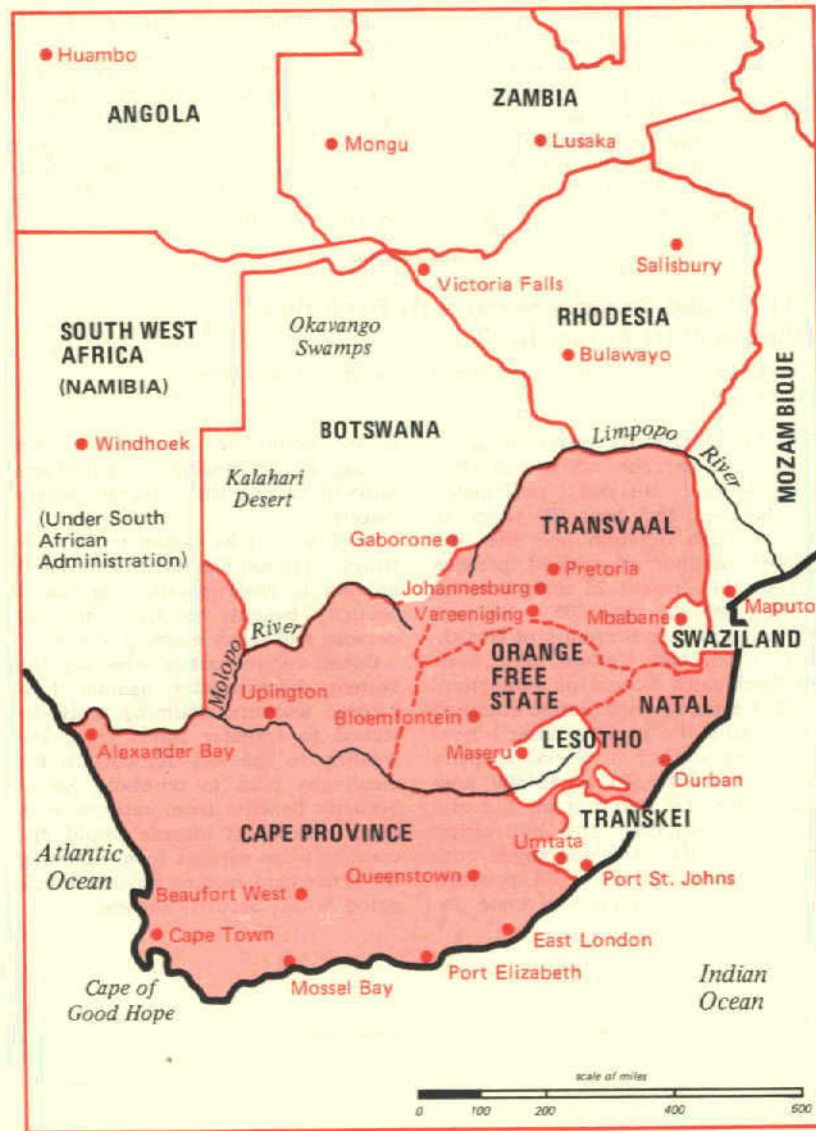 Huambo
ANGOLA
ZAMBIA
Mongu
Lusaka
Salisbury
Victoria Falls
SOUTH WEST
AFRICA
(NAMIBIA)
Okavango
Swamps
RHODESIA
Bulawayo
MOZAMBIQUE
Windhoek
BOTSWANA
Limpopo
River
Kalahari
Desert
(Under South
African
Administration)
Gaborone
TRANSVAAL
Pretoria
Johannesburg
Vereeniging
Mbabane
Maputo
SWAZILAND
Molopo
River
ORANGE
FREE
STATE
NATAL
Upington
Bloemfontein
Alexander Bay
Maseru
LESOTHO
Durban
TRANSKEI
CAPE PROVINCE
Umtata
Port St. Johns
Atlantic
Ocean
Queenstown
Beaufort West
Cape Town
East London
Port Elizabeth
Mossel Bay
Cape of
Good Hope
Indian
Ocean
scale of miles
0 100 200 400 600